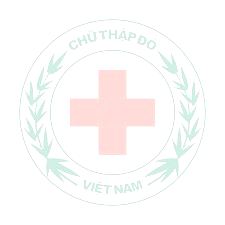 CHỮ THẬP ĐỎ
VIỆT NAM